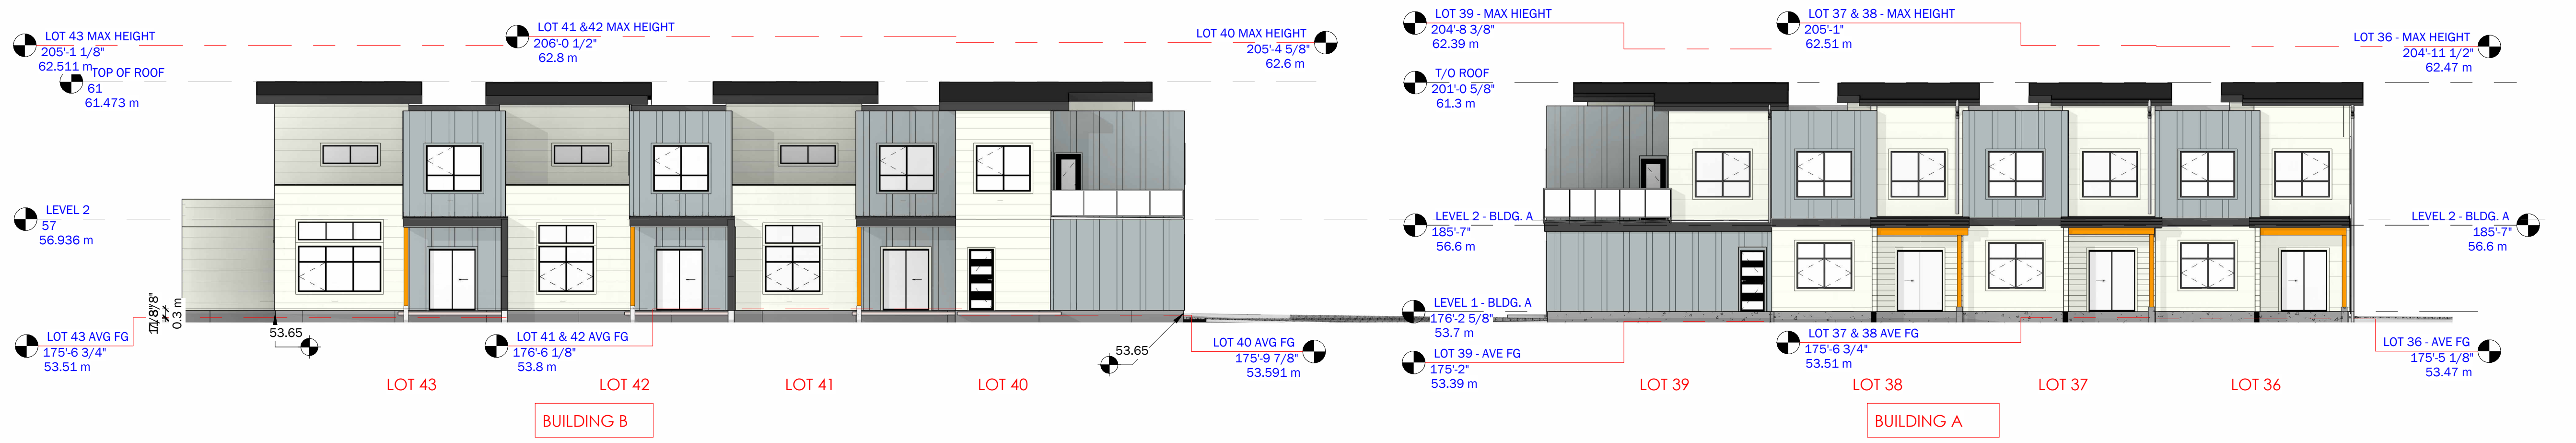 LOT 43 MAX HEIGHT
205'-1 1/8"
62.511 m
TOP OF ROOF
61
61.473 m
LOT 41 &42 MAX HEIGHT
206'-0 1/2"
62.8 m
LOT 40 MAX HEIGHT
205'-4 5/8"
62.6 m
LEVEL 2
57
56.936 m
0.3 m
53.65
LOT 43 AVG FG
175'-6 3/4"
53.51 m
LOT 41 & 42 AVG FG
176'-6 1/8"
53.8 m
53.65
LOT 40 AVG FG
175'-9 7/8"
53.591 m
LOT 43
LOT 42
LOT 41
LOT 40
BUILDING B
LOT 39 - MAX HIEGHT
204'-8 3/8"
62.39 m
LOT 37 & 38 - MAX HEIGHT
205'-1"
62.51 m
LOT 36 - MAX HEIGHT
204'-11 1/2"
62.47 m
T/O ROOF
201'-0 5/8"
61.3 m
LEVEL 2 - BLDG. A
185'-7"
56.6 m
LEVEL 2 - BLDG. A
185'-7"
56.6 m
LEVEL 1 - BLDG. A
176'-2 5/8"
53.7 m
LOT 39 - AVE FG
175'-2"
53.39 m
LOT 37 & 38 AVE FG
175'-6 3/4"
53.51 m
LOT 36 - AVE FG
175'-5 1/8"
53.47 m
LOT 39
LOT 38
LOT 37
LOT 36
BUILDING A